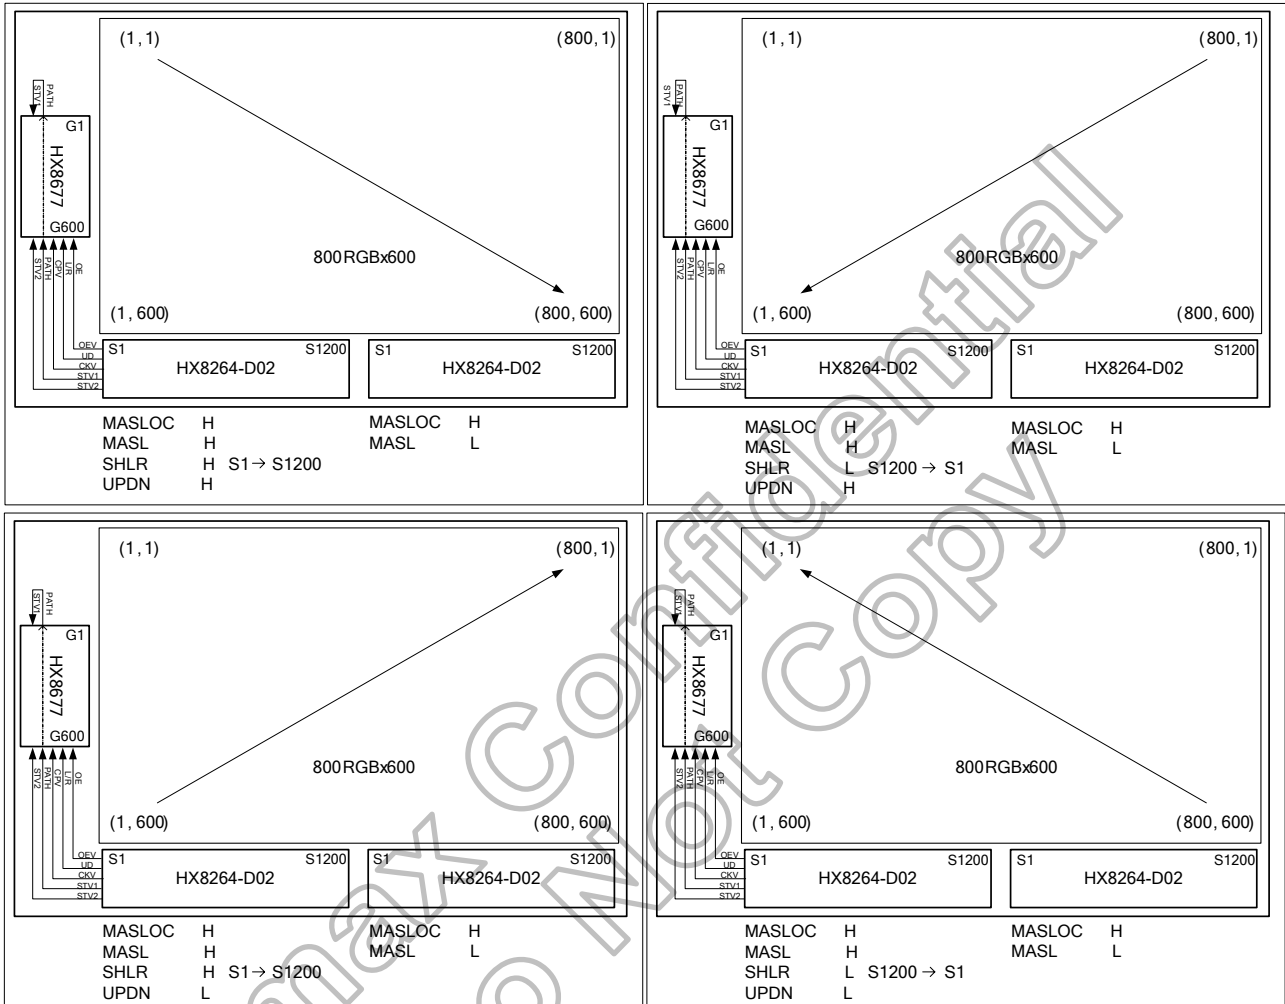 (1,1) (800,1)
PATH
STV1
G1
HX8677
G600
STV2 PATH CPV L/R OE
800RGBx600
(1,600) (800,600)
OEV
UD
CKV
STV1
STV2
S1 S1200
HX8264-D02
S1 S1200
HX8264-D02
MASLOC H
MASL H
SHLR H S1→S1200
UPDN H
MASLOC H
MASL L
(1,1) (800,1)
PATH
STV1
G1
HX8677
G600
STV2 PATH CPV L/R OE
800RGBx600
(1,600) (800,600)
OEV
UD
CKV
STV1
STV2
S1 S1200
HX8264-D02
S1 S1200
HX8264-D02
MASLOC H
MASL H
SHLR L S1200→S1
UPDN H
MASLOC H
MASL L
(1,1) (800,1)
PATH
STV1
G1
HX8677
G600
STV2 PATH CPV L/R OE
800RGBx600
(1,600) (800,600)
OEV
UD
CKV
STV1
STV2
S1 S1200
HX8264-D02
S1 S1200
HX8264-D02
MASLOC H
MASL H
SHLR H S1→S1200
UPDN L
MASLOC H
MASL L
(1,1) (800,1)
PATH
STV1
G1
HX8677
G600
STV2 PATH CPV L/R OE
800RGBx600
(1,600) (800,600)
OEV
UD
CKV
STV1
STV2
S1 S1200
HX8264-D02
S1 S1200
HX8264-D02
MASLOC H
MASL H
SHLR L S1200→S1
UPDN L
MASLOC H
MASL L
max Confidential
o Not Copy